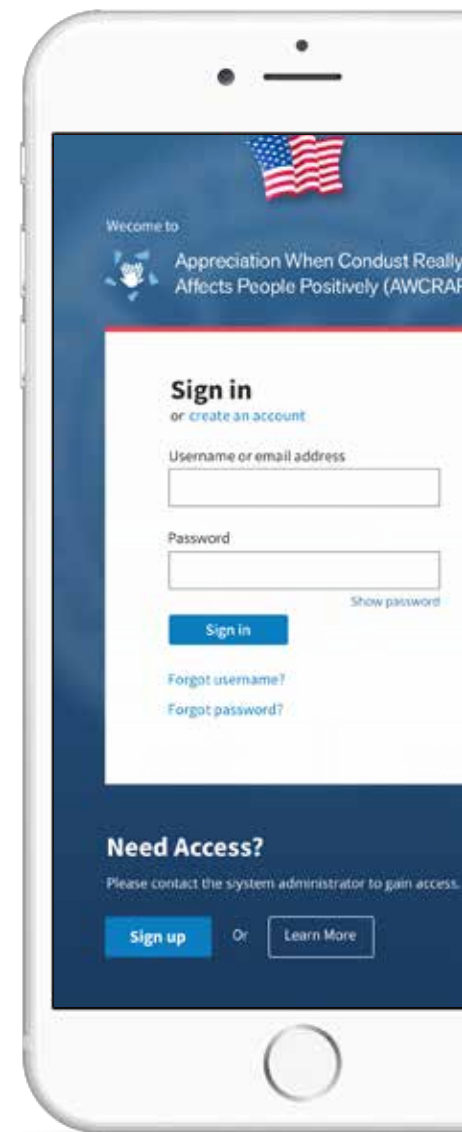 Wecome to
Appreciation When Condust Really
Affects People Positively (AWCRAP
Sign in
or create an account
Username or email address
Password
Show password
Sign in
Forgot username?
Forgot password?
Need Access?
Please contact the system administrator to gain access.
Sign up Or Learn More